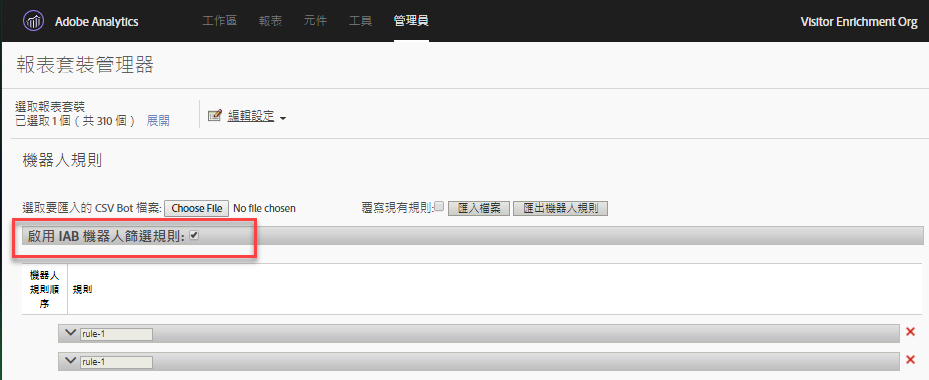 Adobe Analytics 工作區 報表 元件 工具 管理員 Visitor Enrichment Org
報表套裝管理器
選取報表套裝
已選取 1 個 ( 共 310 個 ) 展開 編輯設定
機器人規則
選取要匯入的 CSV Bot 檔案: Choose File No file chosen 覆寫現有規則: 匯入檔案 匯出機器人規則
啟用 IAB 機器人篩選規則:
機器人
規則順
序
規則
rule-1
rule-1